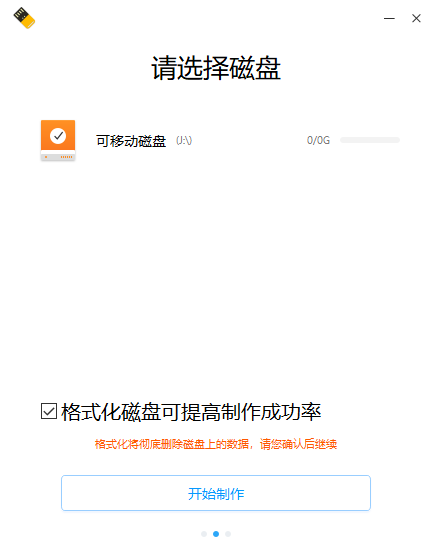 请选择磁盘
可移动磁盘 (J:\) 0/0G
格式化磁盘可提高制作成功率
格式化将彻底删除磁盘上的数据，请您确认后继续
开始制作